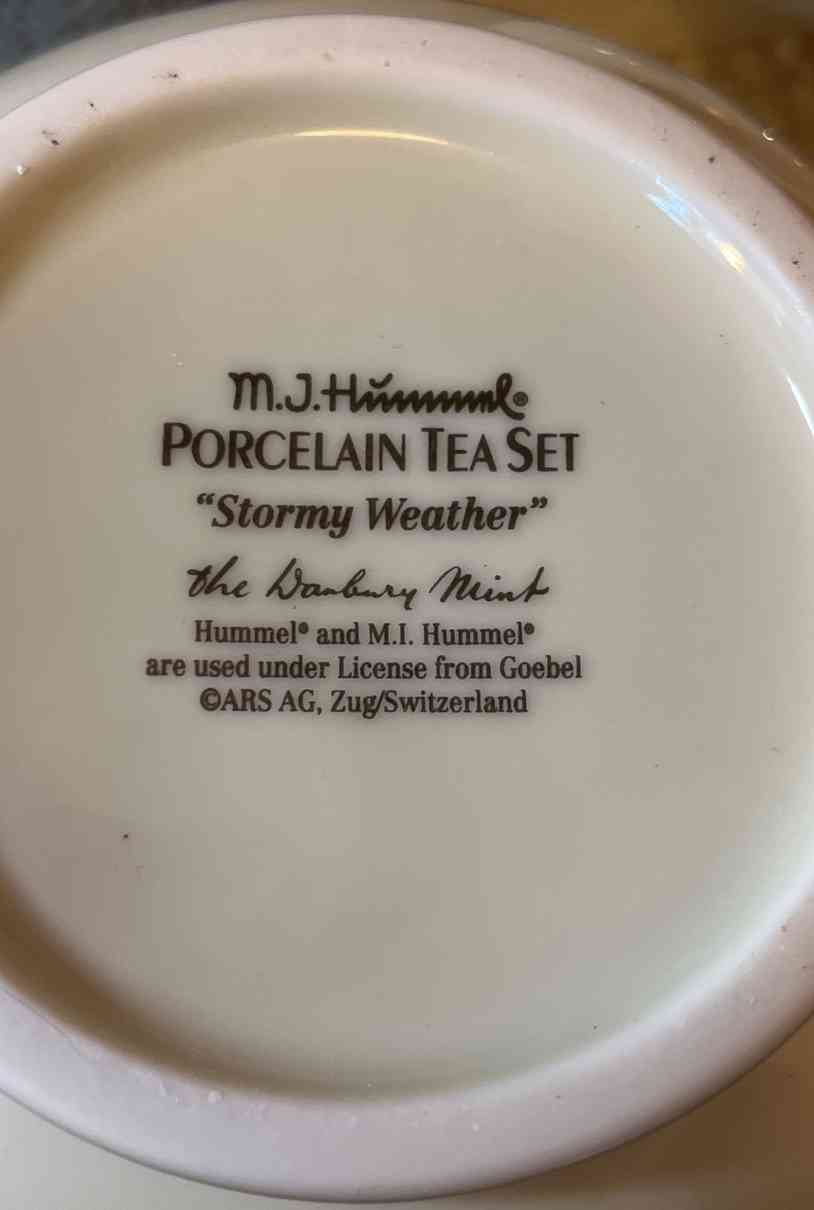 M.J.Hummel®
PORCELAIN TEA SET
"Stormy Weather"
the Danbury Mint
Hummel® and M.I. Hummel®
are used under License from Goebel
©ARS AG, Zug/Switzerland